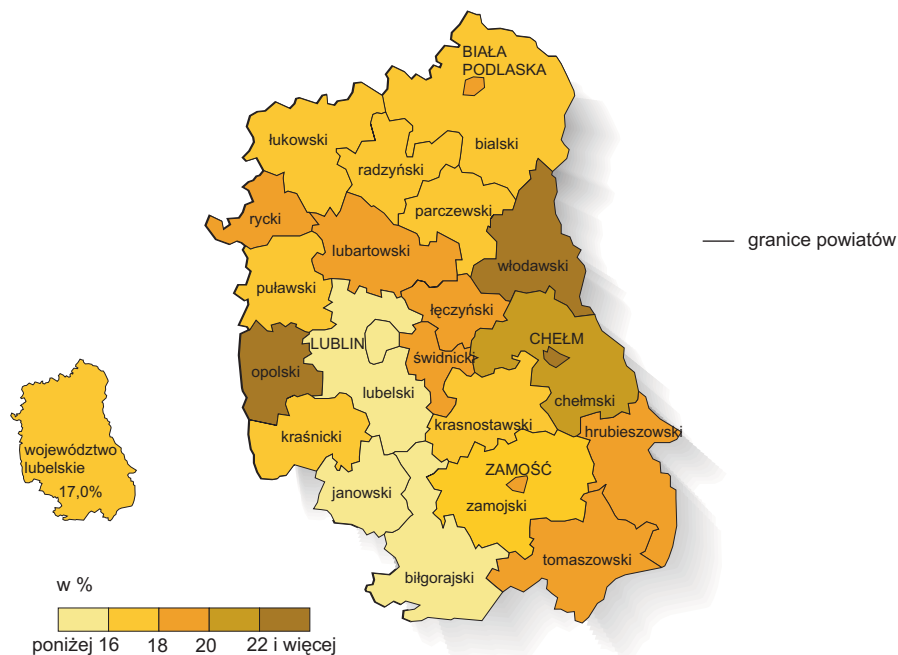 BIAŁA
PODLASKA
łukowski
radzyński
bialski
parczewski
rycki
lubartowski
granice powiatów
włodawski
puławski
łęczyński
LUBLIN
świdnicki
CHEŁM
opolski
lubelski
chełmski
krasnostawski
hrubieszowski
kraśnicki
województwo
lubelskie
17,0%
ZAMOŚĆ
janowski
zamojski
tomaszowski
biłgorajski
w %
poniżej 16 18 20 22 i więcej